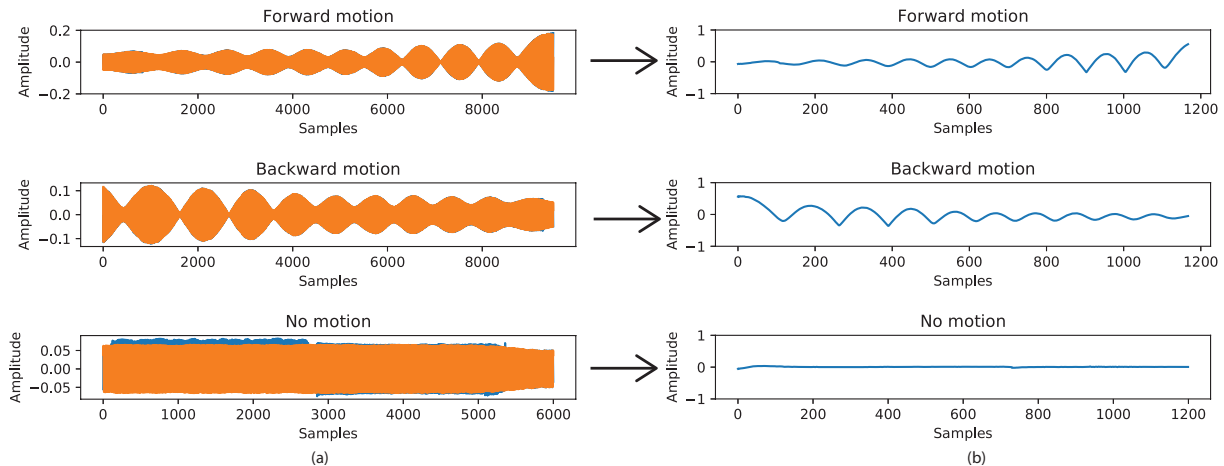 Forward motion
Amplitude
0.2
0.0
−0.2
0 2000 4000 6000 8000
Samples
Forward motion
Amplitude
1
0
−1
0 200 400 600 800 1000 1200
Samples
Backward motion
Amplitude
0.1
0.0
−0.1
0 2000 4000 6000 8000
Samples
Backward motion
Amplitude
1
0
−1
0 200 400 600 800 1000 1200
Samples
No motion
Amplitude
0.05
0.00
−0.05
0 1000 2000 3000 4000 5000 6000
Samples
(a)
No motion
Amplitude
1
0
−1
0 200 400 600 800 1000 1200
Samples
(b)